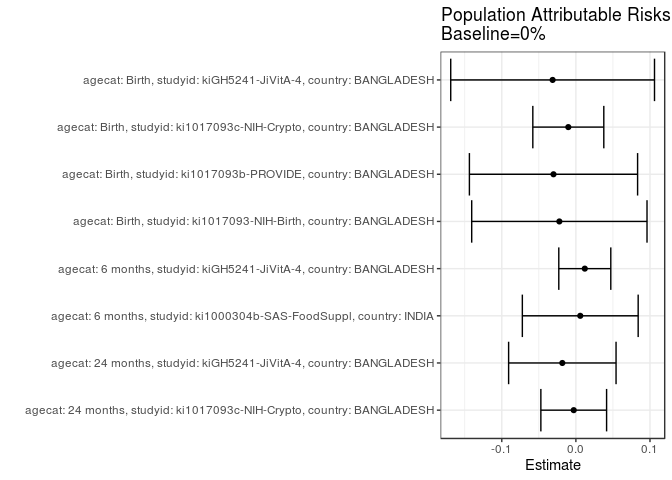 Population Attributable Risks
Baseline=0%
agecat: Birth, studyid: kiGH5241-JiVitA-4, country: BANGLADESH
agecat: Birth, studyid: ki1017093c-NIH-Crypto, country: BANGLADESH
agecat: Birth, studyid: ki1017093b-PROVIDE, country: BANGLADESH
agecat: Birth, studyid: ki1017093-NIH-Birth, country: BANGLADESH
agecat: 6 months, studyid: kiGH5241-JiVitA-4, country: BANGLADESH
agecat: 6 months, studyid: ki1000304b-SAS-FoodSuppl, country: INDIA
agecat: 24 months, studyid: kiGH5241-JiVitA-4, country: BANGLADESH
agecat: 24 months, studyid: ki1017093c-NIH-Crypto, country: BANGLADESH
-0.1 0.0 0.1
Estimate